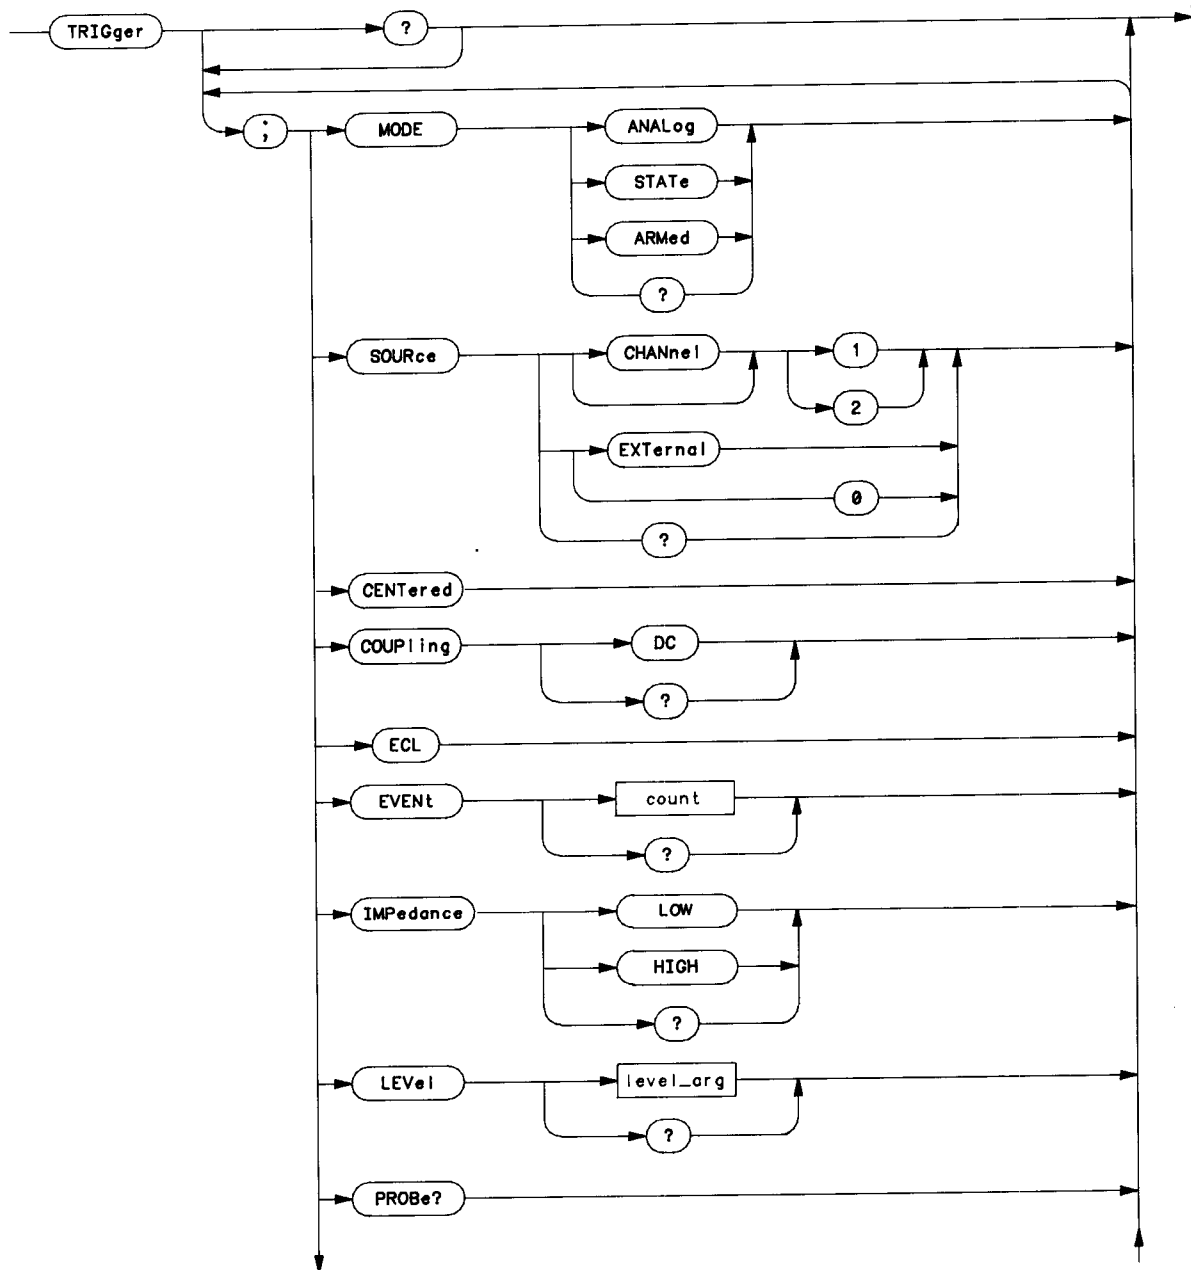 TRIGger ?
; MODE ANALog
STATe
ARMed
?
SOURce CHANnel 1
2
EXTernal
0
?
CENTered
COUPling DC
?
ECL
EVENt count
?
IMPedance LOW
HIGH
?
LEVel level_arg
?
PROBe?